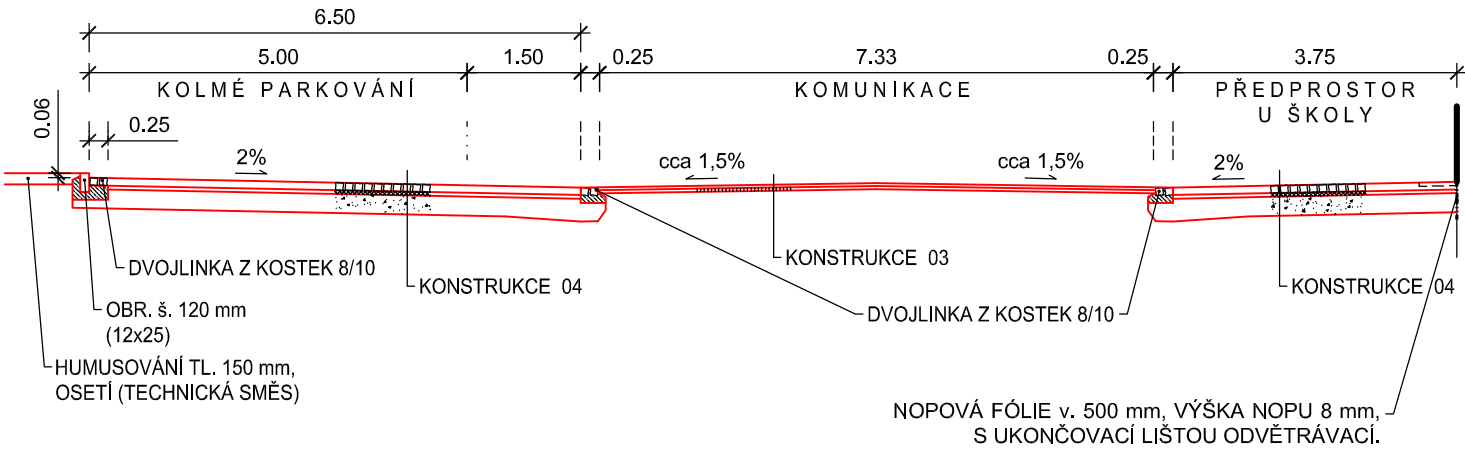 6.50
5.00
1.50
0.25
7.33
0.25
3.75
KOLMÉ PARKOVÁNÍ
KOMUNIKACE
PŘEDPROSTOR
U ŠKOLY
0.06
0.25
2%
cca 1,5%
cca 1,5%
2%
DVOJLINKA Z KOSTEK 8/10
KONSTRUKCE 04
KONSTRUKCE 03
KONSTRUKCE 04
OBR. š. 120 mm
(12x25)
DVOJLINKA Z KOSTEK 8/10
HUMUSOVÁNÍ TL. 150 mm,
OSETÍ (TECHNICKÁ SMĚS)
NOPOVÁ FÓLIE v. 500 mm, VÝŠKA NOPU 8 mm,
S UKONČOVACÍ LIŠTOU ODVĚTRÁVACÍ.